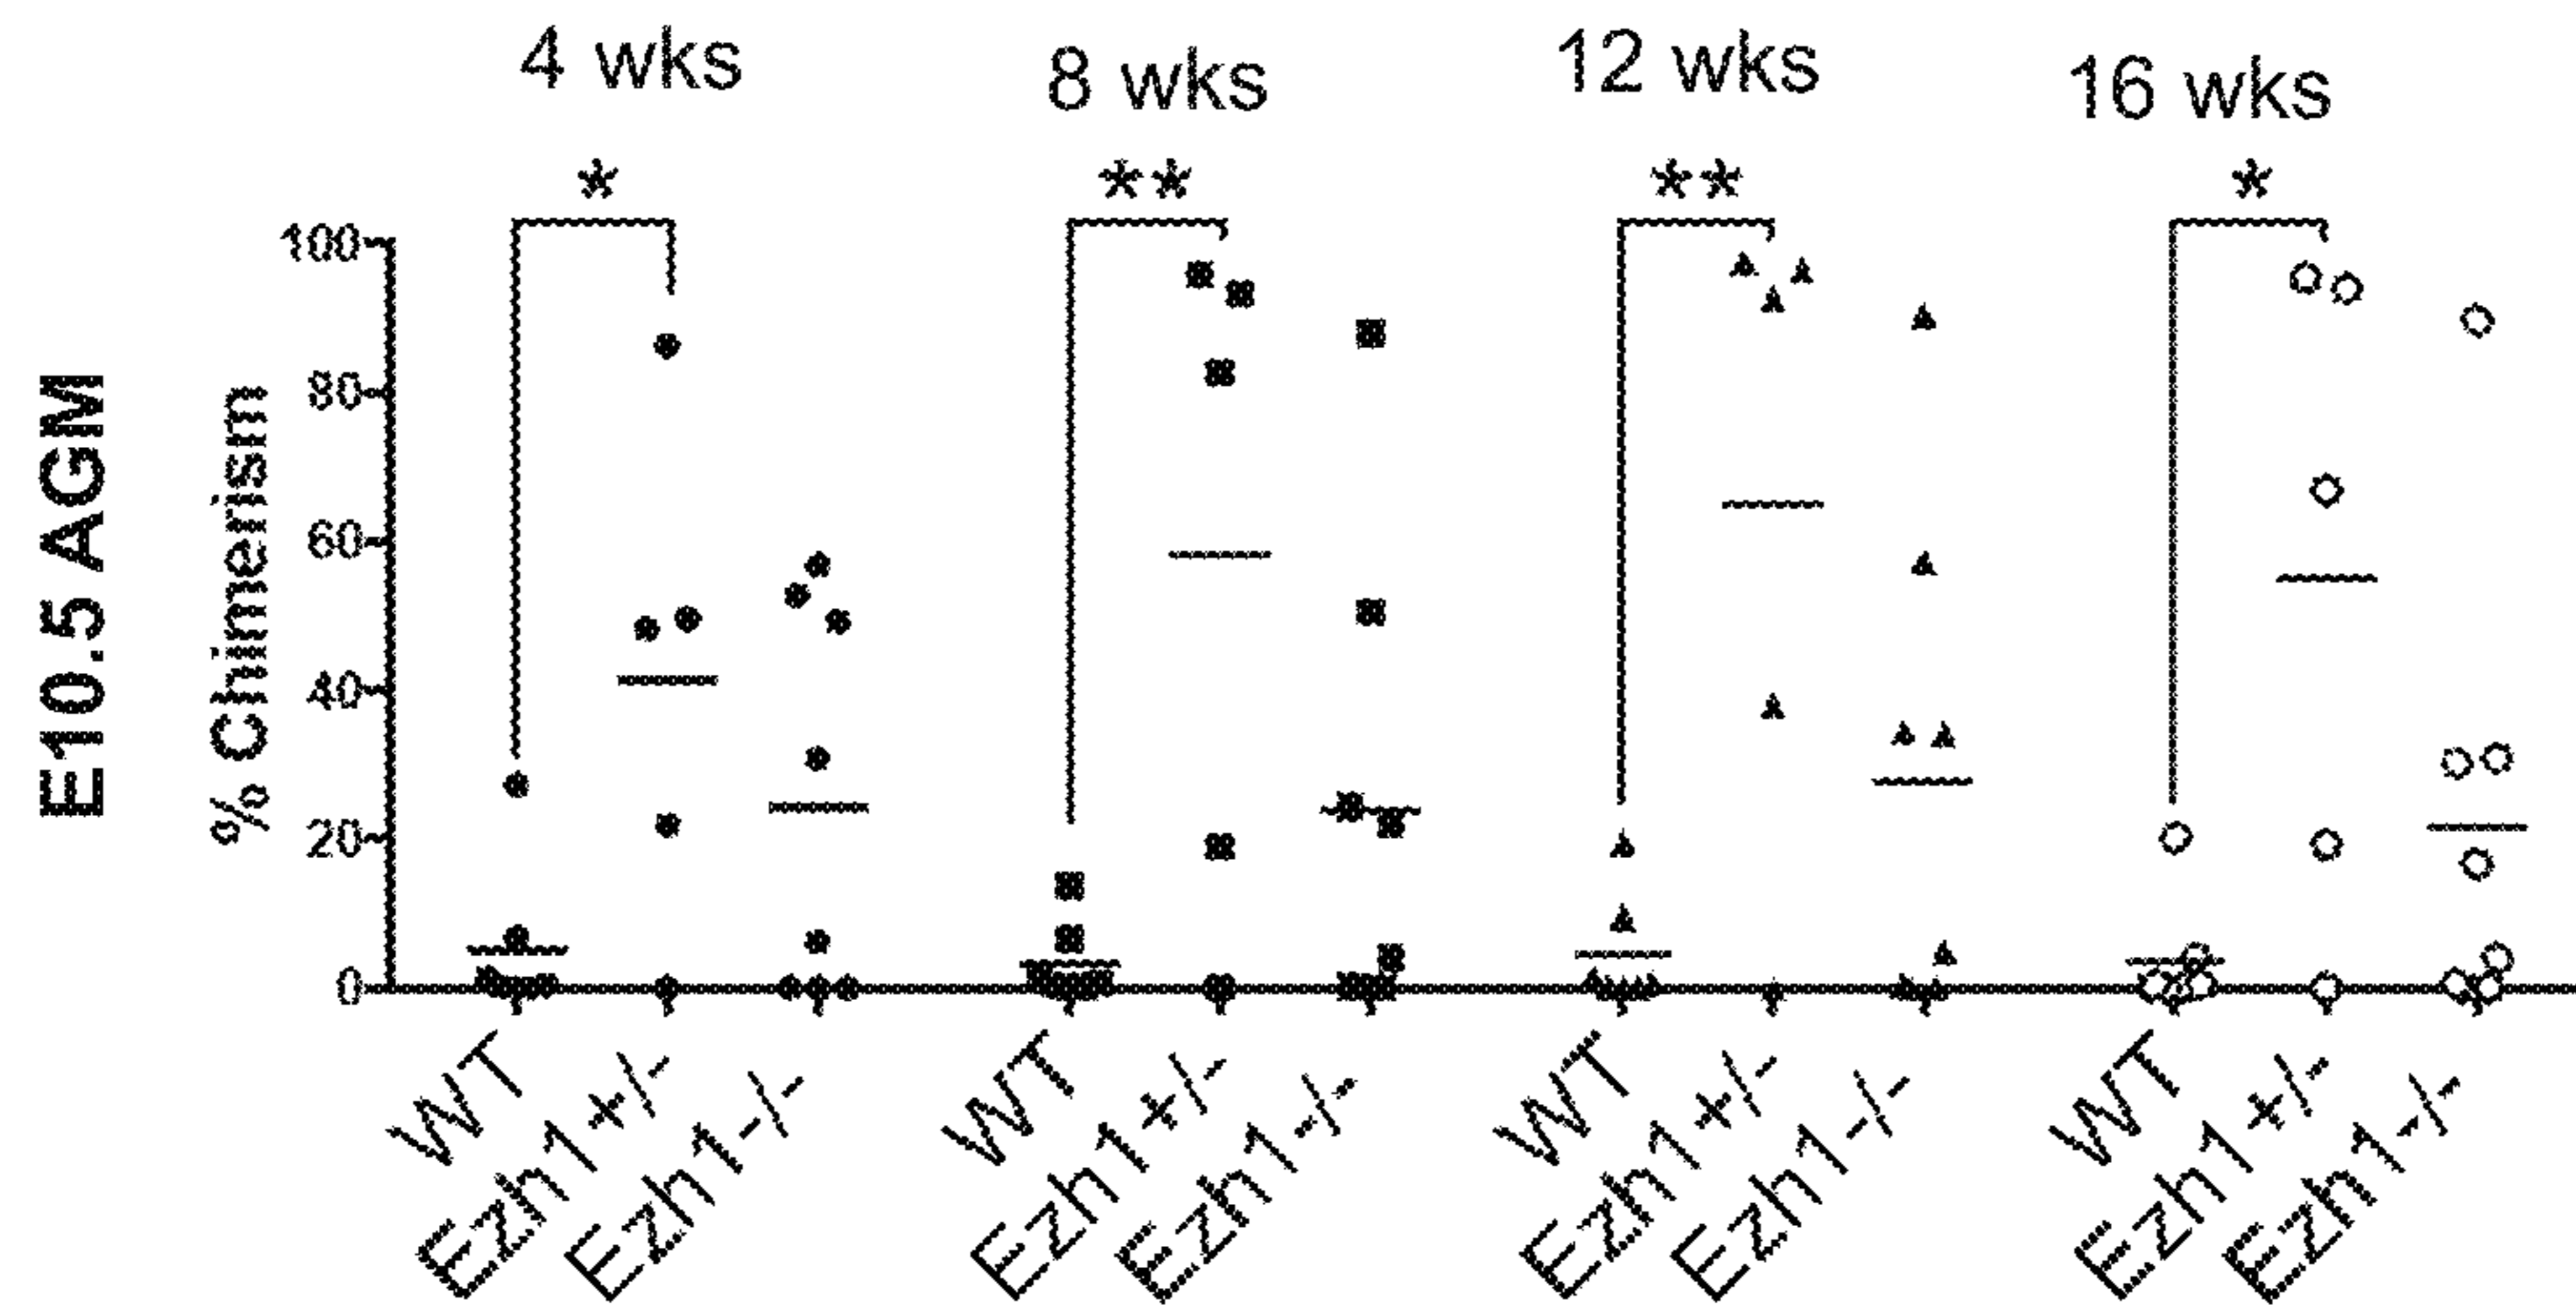 4 wks
8 wks
12 wks
16 wks
* ** ** *
E10.5 AGM
% Chimerism
100
80
60
40
20
0
WT Ezh1+/- Ezh1-/- WT Ezh1+/- Ezh1-/- WT Ezh1+/- Ezh1-/- WT Ezh1+/- Ezh1-/-